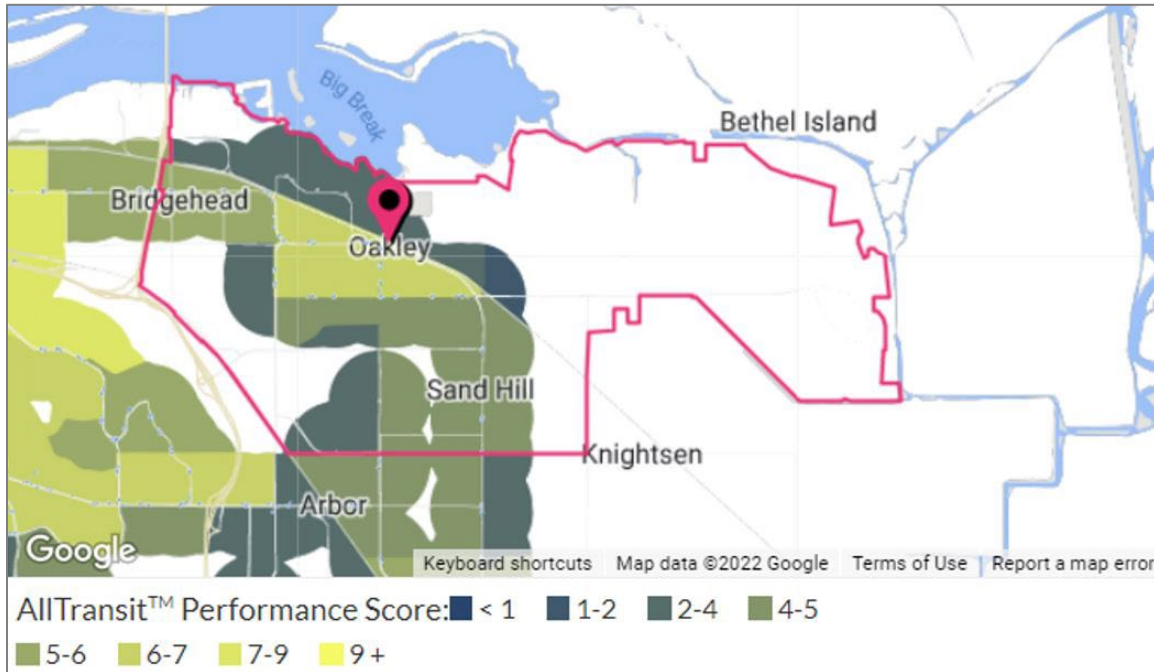 Big Break
Bethel Island
Bridgehead
Oakley
Sand Hill
Knightsen
Arbor
Google
Keyboard shortcuts Map data ©2022 Google Terms of Use Report a map error
AllTransit™ Performance Score: < 1 1-2 2-4 4-5
5-6 6-7 7-9 9 +